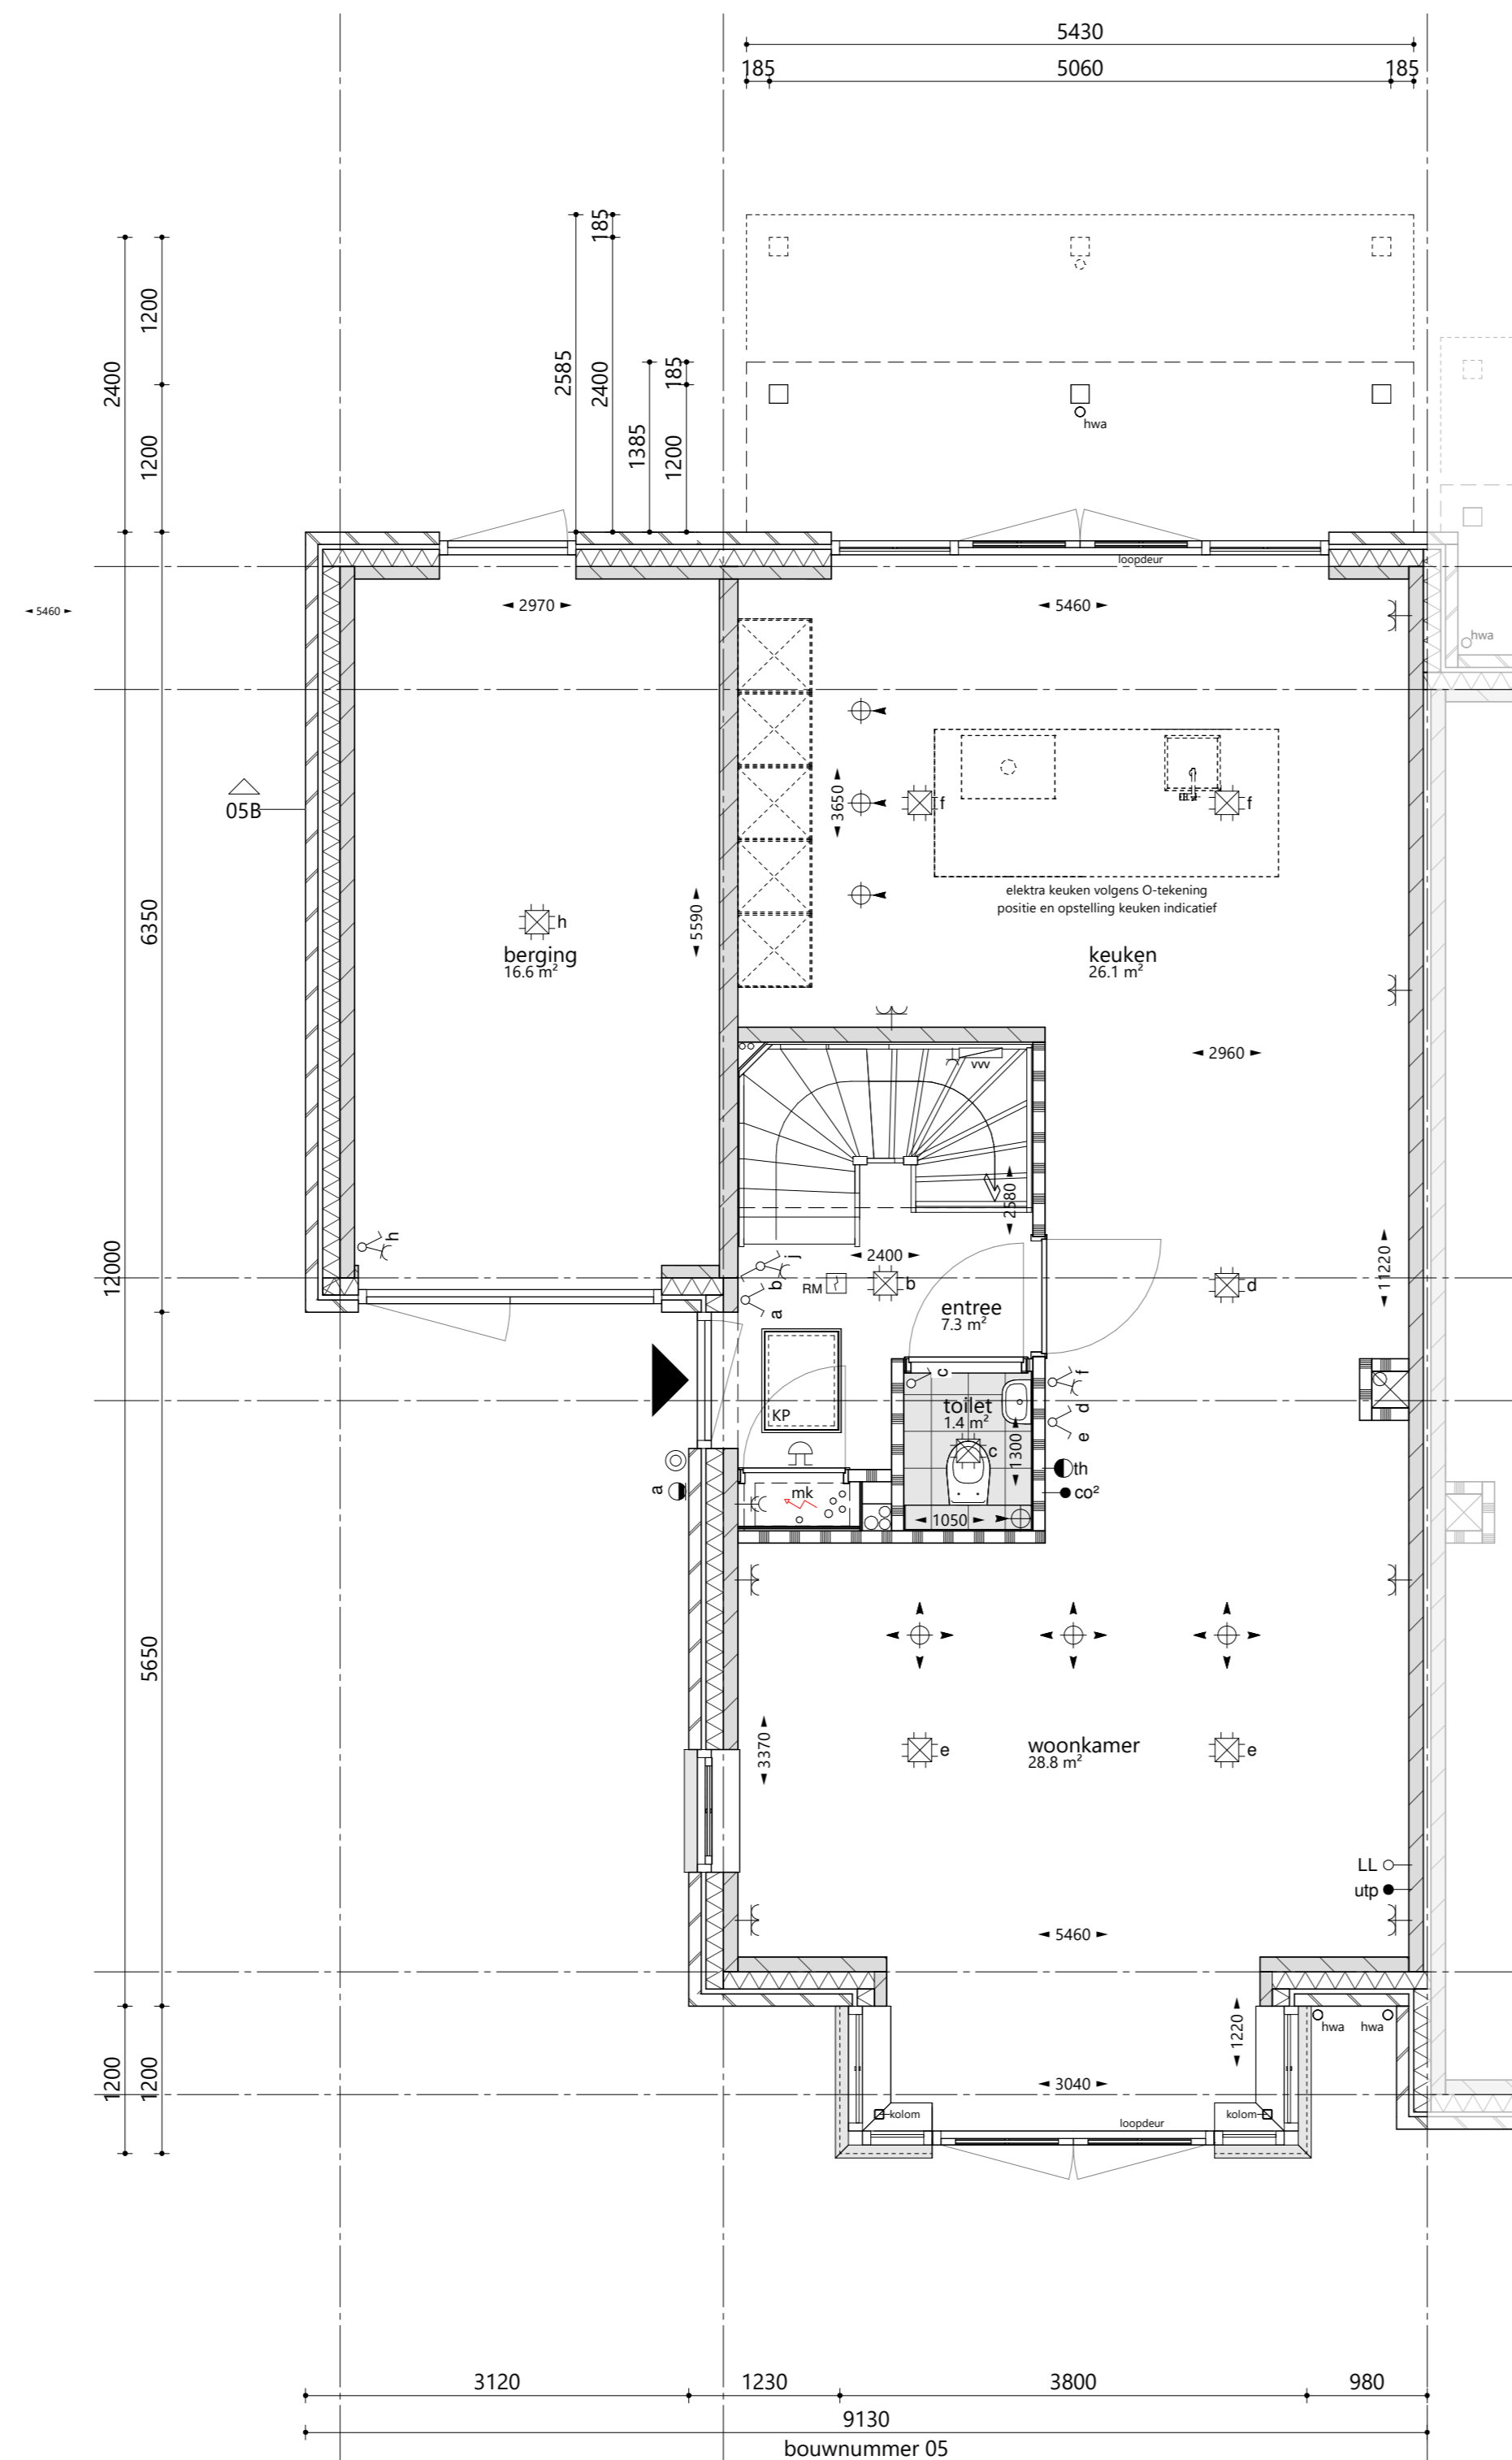 5430
185
5060
185
185
1200
2400
2585
2400
185
1385
1200
1200
hwa
loopdeur
5460
2970
5460
hwa
05B
3650
f
f
elektra keuken volgens O-tekening
positie en opstelling keuken indicatief
6350
5590
h
berging
16.6 m²
keuken
26.1 m²
2960
vvv
2580
h
12000
j
2400
b
a
RM
b
entree
7.3 m²
d
11220
c
f
KP
toilet
1.4 m²
d
e
c
1300
th
a
mk
co²
1050
5650
3370
e
woonkamer
28.8 m²
e
LL
utp
5460
1220
hwa
hwa
1200
1200
3040
kolom
kolom
loopdeur
3120
1230
3800
980
9130
bouwnummer 05